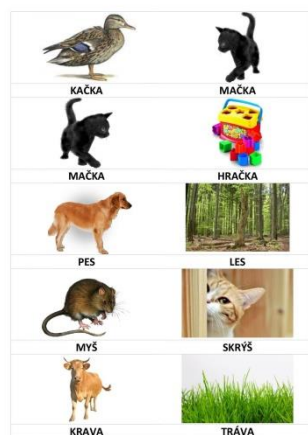 KAČKA MAČKA
MAČKA HRAČKA
PES LES
MYŠ SKRÝŠ
KRAVA TRÁVA